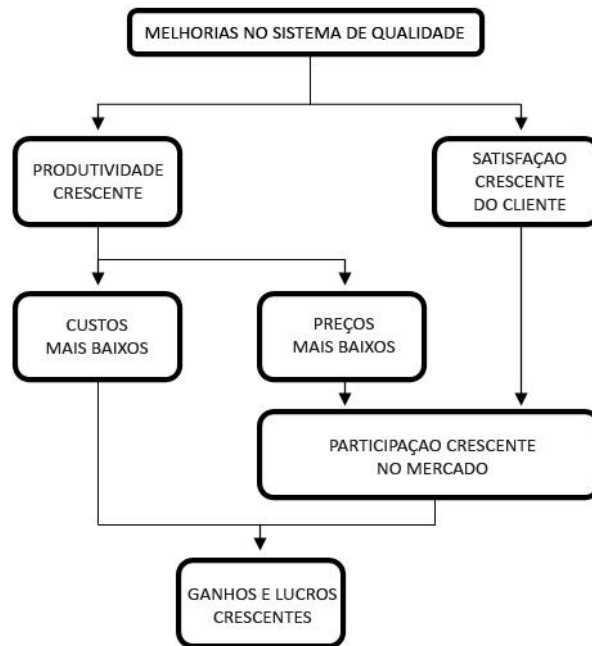 MELHORIAS NO SISTEMA DE QUALIDADE
PRODUTIVIDADE
CRESCENTE
SATISFAÇAO
CRESCENTE
DO CLIENTE
CUSTOS
MAIS BAIXOS
PREÇOS
MAIS BAIXOS
PARTICIPAÇAO CRESCENTE
NO MERCADO
GANHOS E LUCROS
CRESCENTES